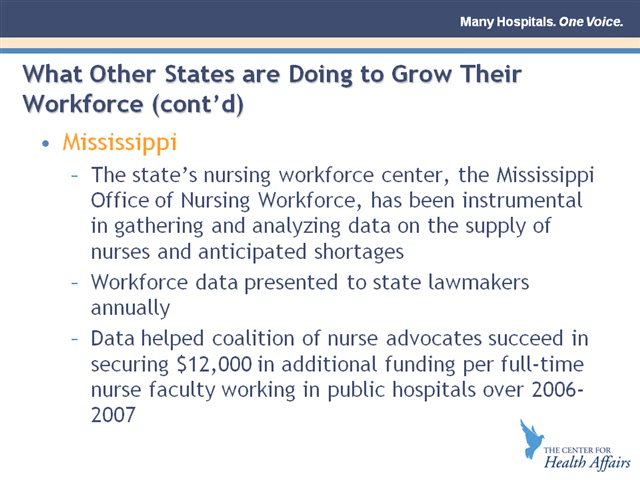 Many Hospitals. One Voice.
What Other States are Doing to Grow Their
Workforce (cont’d)
• Mississippi
– The state’s nursing workforce center, the Mississippi
Office of Nursing Workforce, has been instrumental
in gathering and analyzing data on the supply of
nurses and anticipated shortages
– Workforce data presented to state lawmakers
annually
– Data helped coalition of nurse advocates succeed in
securing $12,000 in additional funding per full-time
nurse faculty working in public hospitals over 2006-
2007
THE CENTER FOR
Health Affairs